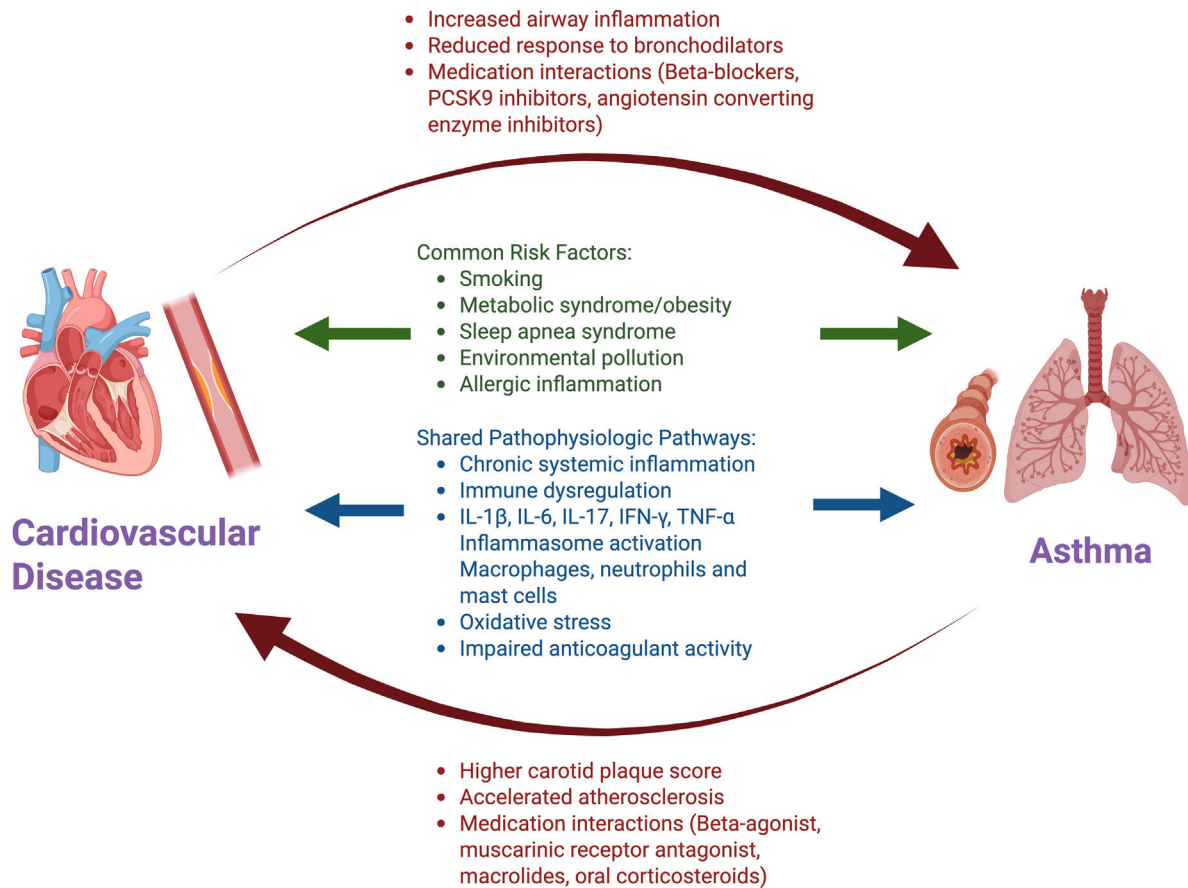 • Increased airway inflammation
• Reduced response to bronchodilators
• Medication interactions (Beta-blockers,
PCSK9 inhibitors, angiotensin converting
enzyme inhibitors)
Common Risk Factors:
• Smoking
• Metabolic syndrome/obesity
• Sleep apnea syndrome
• Environmental pollution
• Allergic inflammation
Shared Pathophysiologic Pathways:
• Chronic systemic inflammation
• Immune dysregulation
• IL-1β, IL-6, IL-17, IFN-γ, TNF-α
Inflammasome activation
Macrophages, neutrophils and
mast cells
• Oxidative stress
• Impaired anticoagulant activity
Cardiovascular
Disease
Asthma
• Higher carotid plaque score
• Accelerated atherosclerosis
• Medication interactions (Beta-agonist,
muscarinic receptor antagonist,
macrolides, oral corticosteroids)